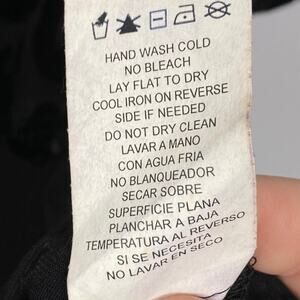 HAND WASH COLD
NO BLEACH
LAY FLAT TO DRY
COOL IRON ON REVERSE
SIDE IF NEEDED
DO NOT DRY CLEAN
LAVAR A MANO
CON AGUA FRIA
NO BLANQUEADOR
SECAR SOBRE
SUPERFICIE PLANA
PLANCHAR A BAJA
TEMPERATURA AL REVERSO
SI SE NECESITA
NO LAVAR EN SECO